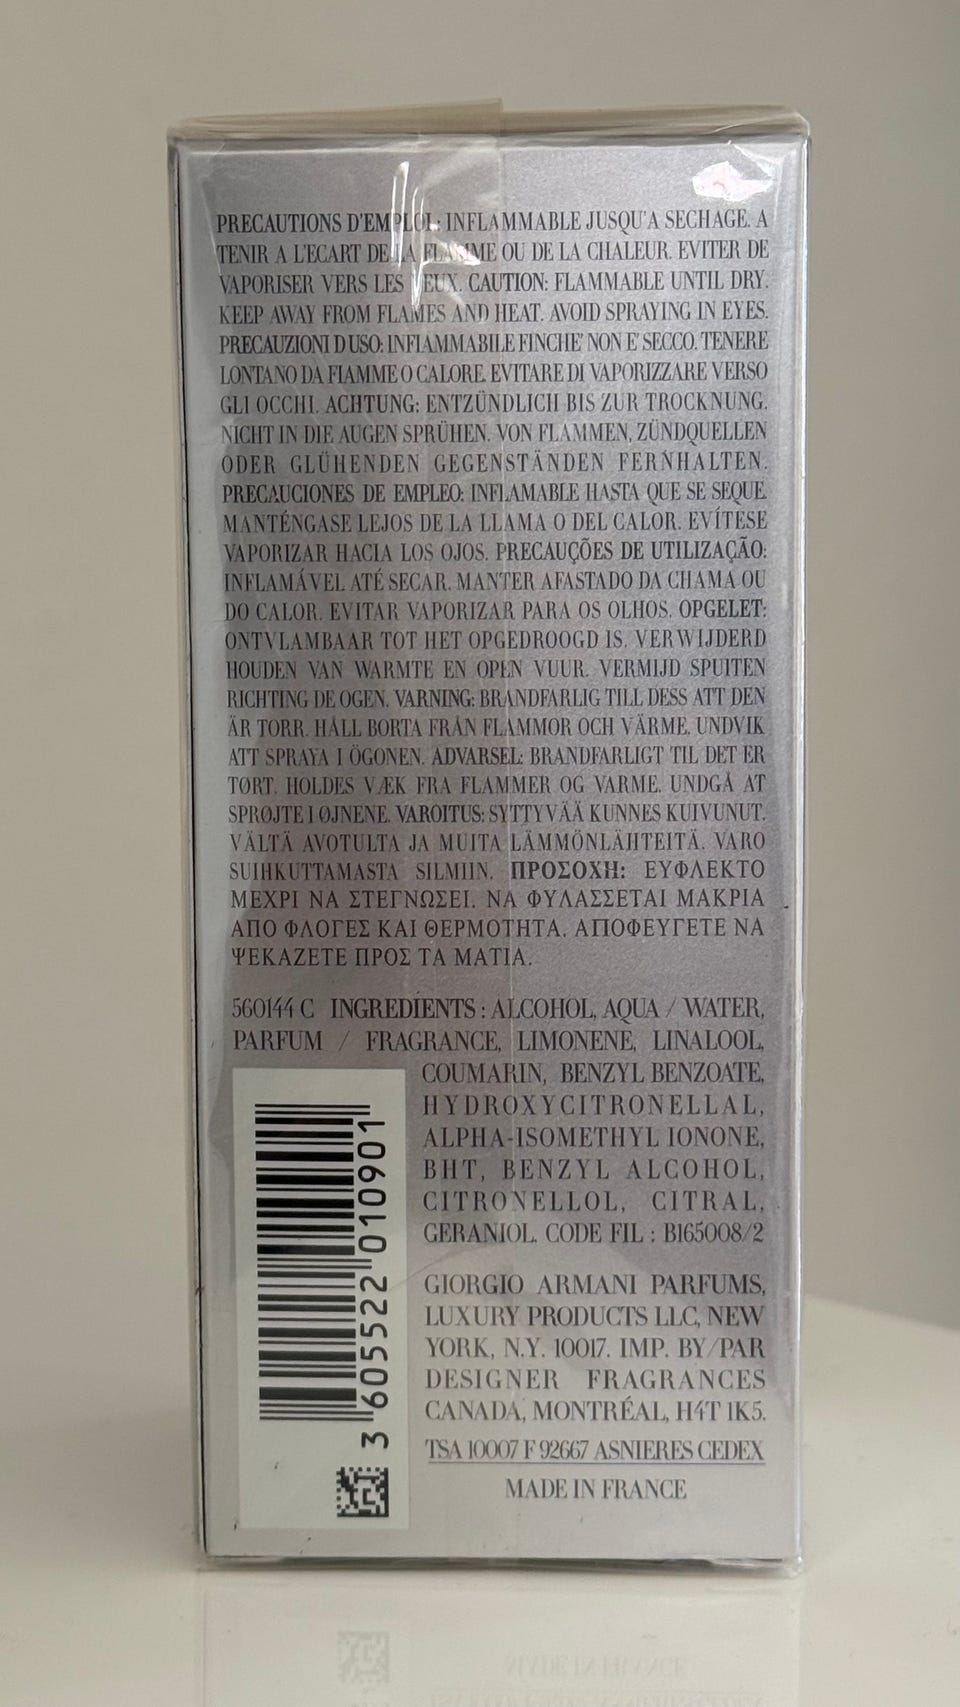 PRECAUTIONS D'EMPLOI: INFLAMMABLE JUSQU'A SECHAGE. A
TENIR A L'ECART DE LA FLAMME OU DE LA CHALEUR. EVITER DE
VAPORISER VERS LES YEUX. CAUTION: FLAMMABLE UNTIL DRY.
KEEP AWAY FROM FLAMES AND HEAT. AVOID SPRAYING IN EYES.
PRECAUZIONI D'USO: INFIAMMABILE FINCHE' NON E' SECCO. TENERE
LONTANO DA FIAMME O CALORE. EVITARE DI VAPORIZZARE VERSO
GLI OCCHI. ACHTUNG: ENTZÜNDLICH BIS ZUR TROCKNUNG.
NICHT IN DIE AUGEN SPRÜHEN. VON FLAMMEN, ZÜNDQUELLEN
ODER GLÜHENDEN GEGENSTÄNDEN FERNHALTEN.
PRECAUCIONES DE EMPLEO: INFLAMABLE HASTA QUE SE SEQUE.
MANTÉNGASE LEJOS DE LA LLAMA O DEL CALOR. EVÍTESE
VAPORIZAR HACIA LOS OJOS. PRECAUÇÕES DE UTILIZAÇÃO:
INFLAMÁVEL ATÉ SECAR. MANTER AFASTADO DA CHAMA OU
DO CALOR. EVITAR VAPORIZAR PARA OS OLHOS. OPGELET:
ONTVLAMBAAR TOT HET OPGEDROOGD IS. VERWIJDERD
HOUDEN VAN WARMTE EN OPEN VUUR. VERMIJD SPUITEN
RICHTING DE OGEN. VARNING: BRANDFARLIG TILL DESS ATT DEN
ÄR TORR. HÅLL BORTA FRÅN FLAMMOR OCH VÄRME. UNDVIK
ATT SPRAYA I ÖGONEN. ADVARSEL: BRANDFARLIGT TIL DET ER
TØRT. HOLDES VÆK FRA FLAMMER OG VARME. UNDGÅ AT
SPRØJTE I ØJNENE. VAROITUS: SYTTYVÄÄ KUNNES KUIVUNUT.
VÄLTÄ AVOTULTA JA MUITA LÄMMÖNLÄHTEITÄ. VARO
SUIHKUTTAMASTA SILMIIN. ΠΡΟΣΟΧΗ: ΕΥΦΛΕΚΤΟ
ΜΕΧΡΙ ΝΑ ΣΤΕΓΝΩΣΕΙ. ΝΑ ΦΥΛΑΣΣΕΤΑΙ ΜΑΚΡΙΑ
ΑΠΟ ΦΛΟΓΕΣ ΚΑΙ ΘΕΡΜΟΤΗΤΑ. ΑΠΟΦΕΥΓΕΤΕ ΝΑ
ΨΕΚΑΖΕΤΕ ΠΡΟΣ ΤΑ ΜΑΤΙΑ.
560144 C INGREDIENTS : ALCOHOL, AQUA / WATER,
PARFUM / FRAGRANCE, LIMONENE, LINALOOL,
COUMARIN, BENZYL BENZOATE,
HYDROXYCITRONELLAL,
ALPHA-ISOMETHYL IONONE,
BHT, BENZYL ALCOHOL,
CITRONELLOL, CITRAL,
GERANIOL. CODE FIL : B165008/2
GIORGIO ARMANI PARFUMS,
LUXURY PRODUCTS LLC, NEW
YORK, N.Y. 10017. IMP. BY/PAR
DESIGNER FRAGRANCES
CANADA, MONTRÉAL, H4T 1K5.
TSA 10007 F 92667 ASNIERES CEDEX
MADE IN FRANCE
3 605522 010901